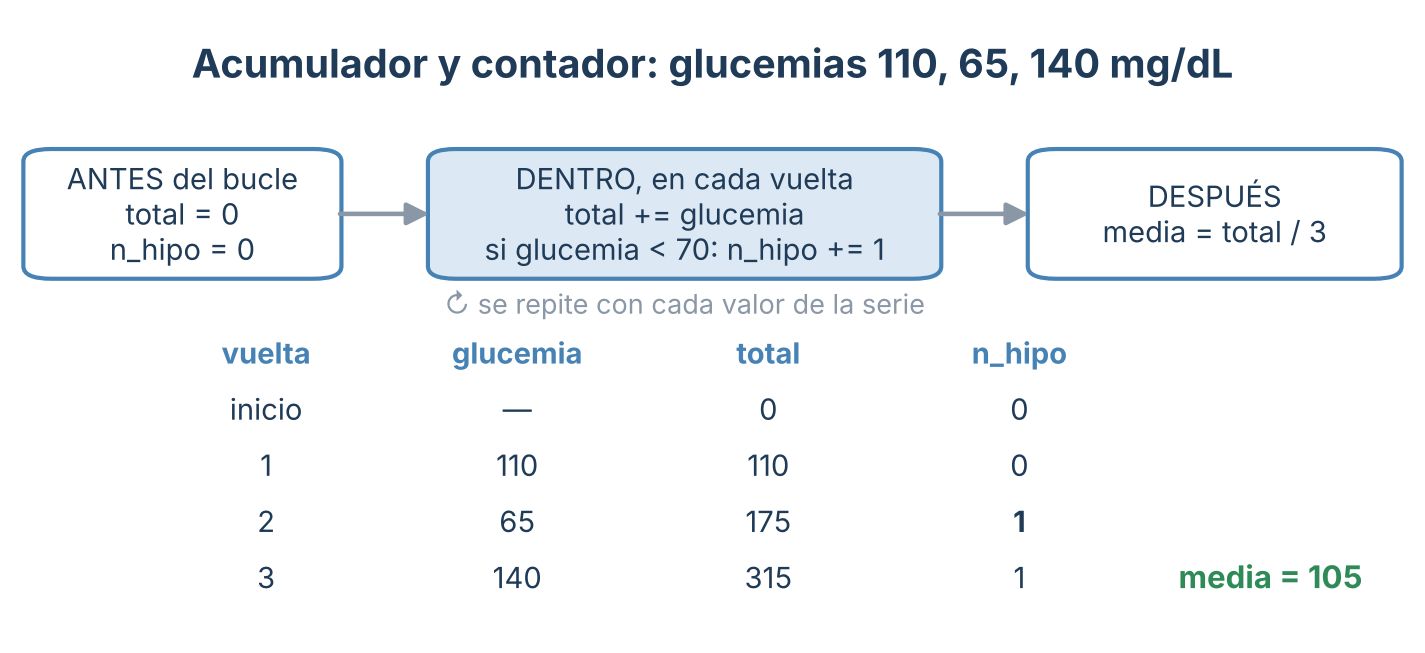 Acumulador y contador: glucemias 110, 65, 140 mg/dL
ANTES del bucle
total = 0
n_hipo = 0
DENTRO, en cada vuelta
total += glucemia
si glucemia < 70: n_hipo += 1
DESPUÉS
media = total / 3
↻ se repite con cada valor de la serie
vuelta glucemia total n_hipo
inicio — 0 0
1 110 110 0
2 65 175 1
3 140 315 1 media = 105